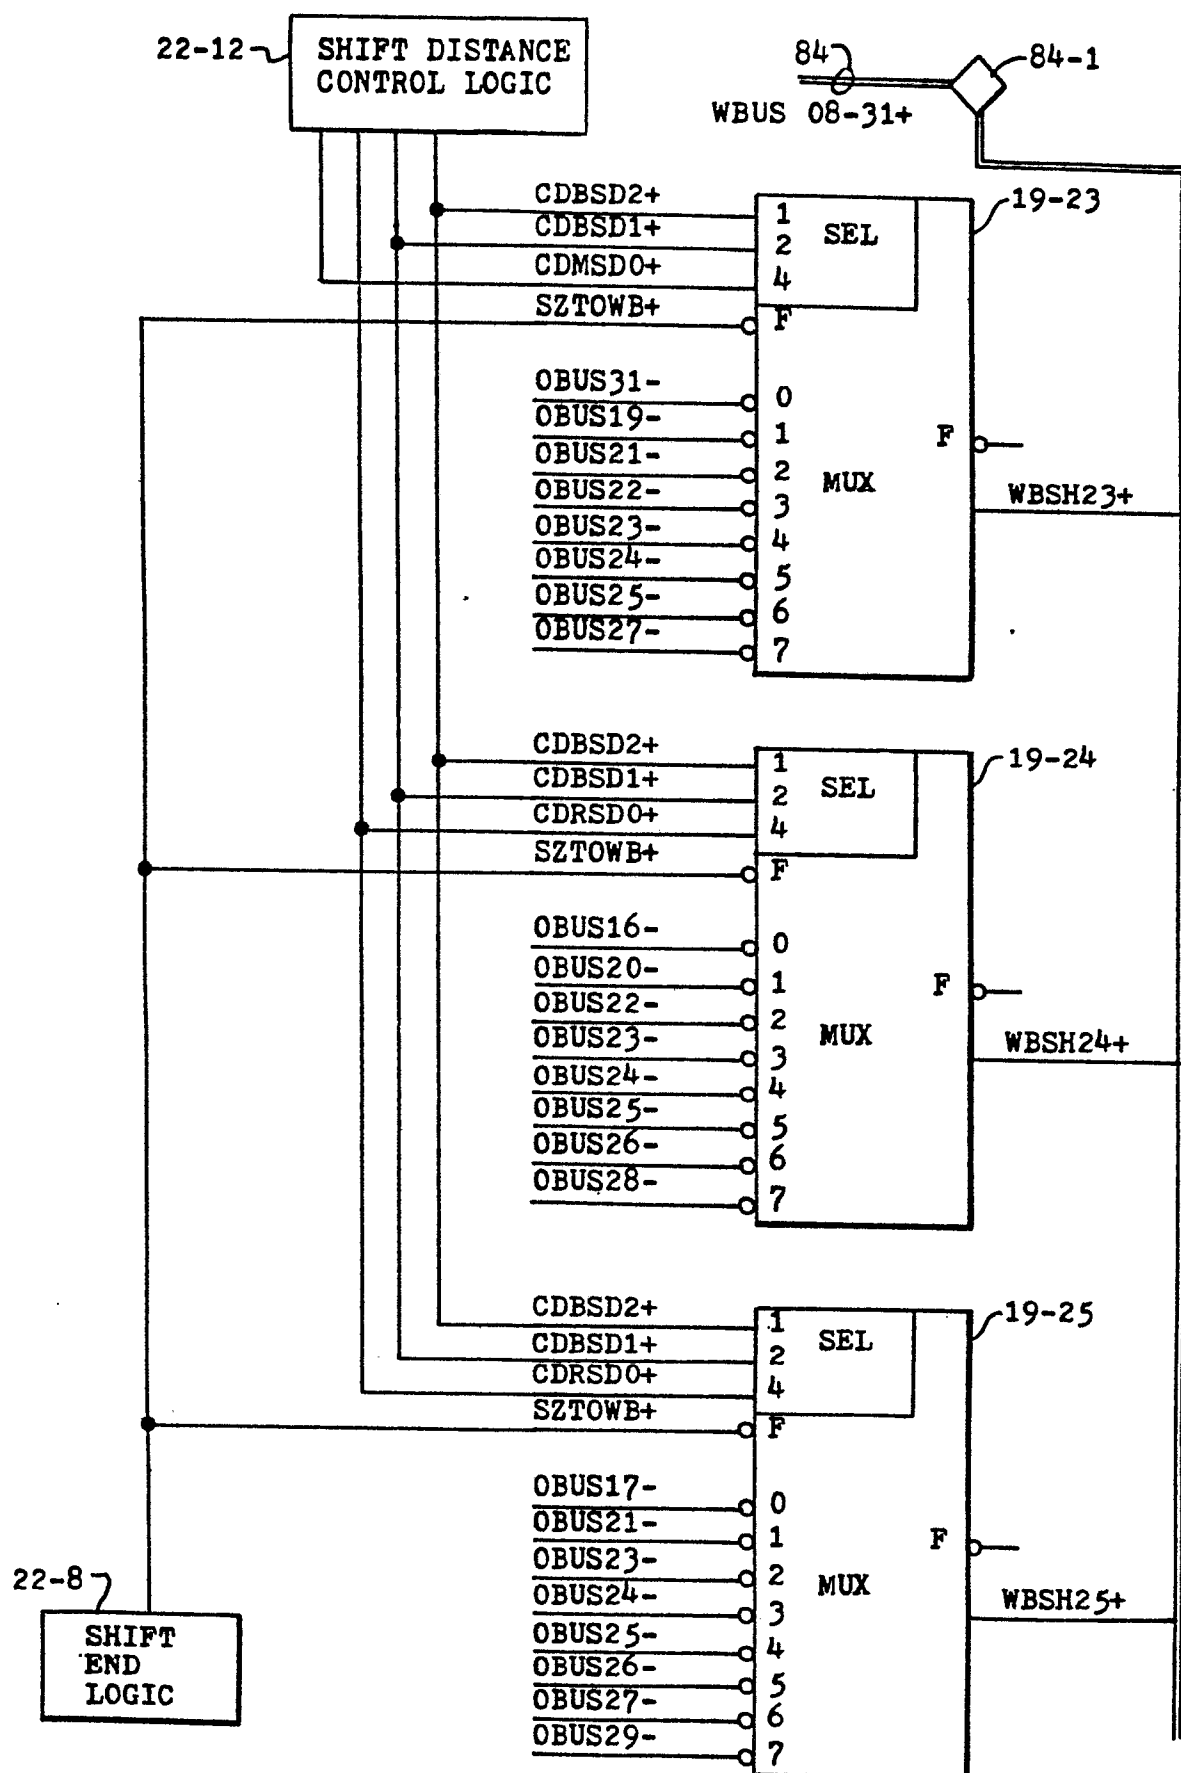 22-12
SHIFT DISTANCE
CONTROL LOGIC
84
84-1
WBUS 08-31+
CDBSD2+
CDBSD1+
CDMSD0+
SZTOWB+
1
2
4
SEL
F
19-23
OBUS31-
OBUS19-
OBUS21-
OBUS22-
OBUS23-
OBUS24-
OBUS25-
OBUS27-
0
1
2
3
4
5
6
7
MUX
F
WBSH23+
CDBSD2+
CDBSD1+
CDRSD0+
SZTOWB+
1
2
4
SEL
F
19-24
OBUS16-
OBUS20-
OBUS22-
OBUS23-
OBUS24-
OBUS25-
OBUS26-
OBUS28-
0
1
2
3
4
5
6
7
MUX
F
WBSH24+
CDBSD2+
CDBSD1+
CDRSD0+
SZTOWB+
1
2
4
SEL
F
19-25
OBUS17-
OBUS21-
OBUS23-
OBUS24-
OBUS25-
OBUS26-
OBUS27-
OBUS29-
0
1
2
3
4
5
6
7
MUX
F
WBSH25+
22-8
SHIFT
END
LOGIC